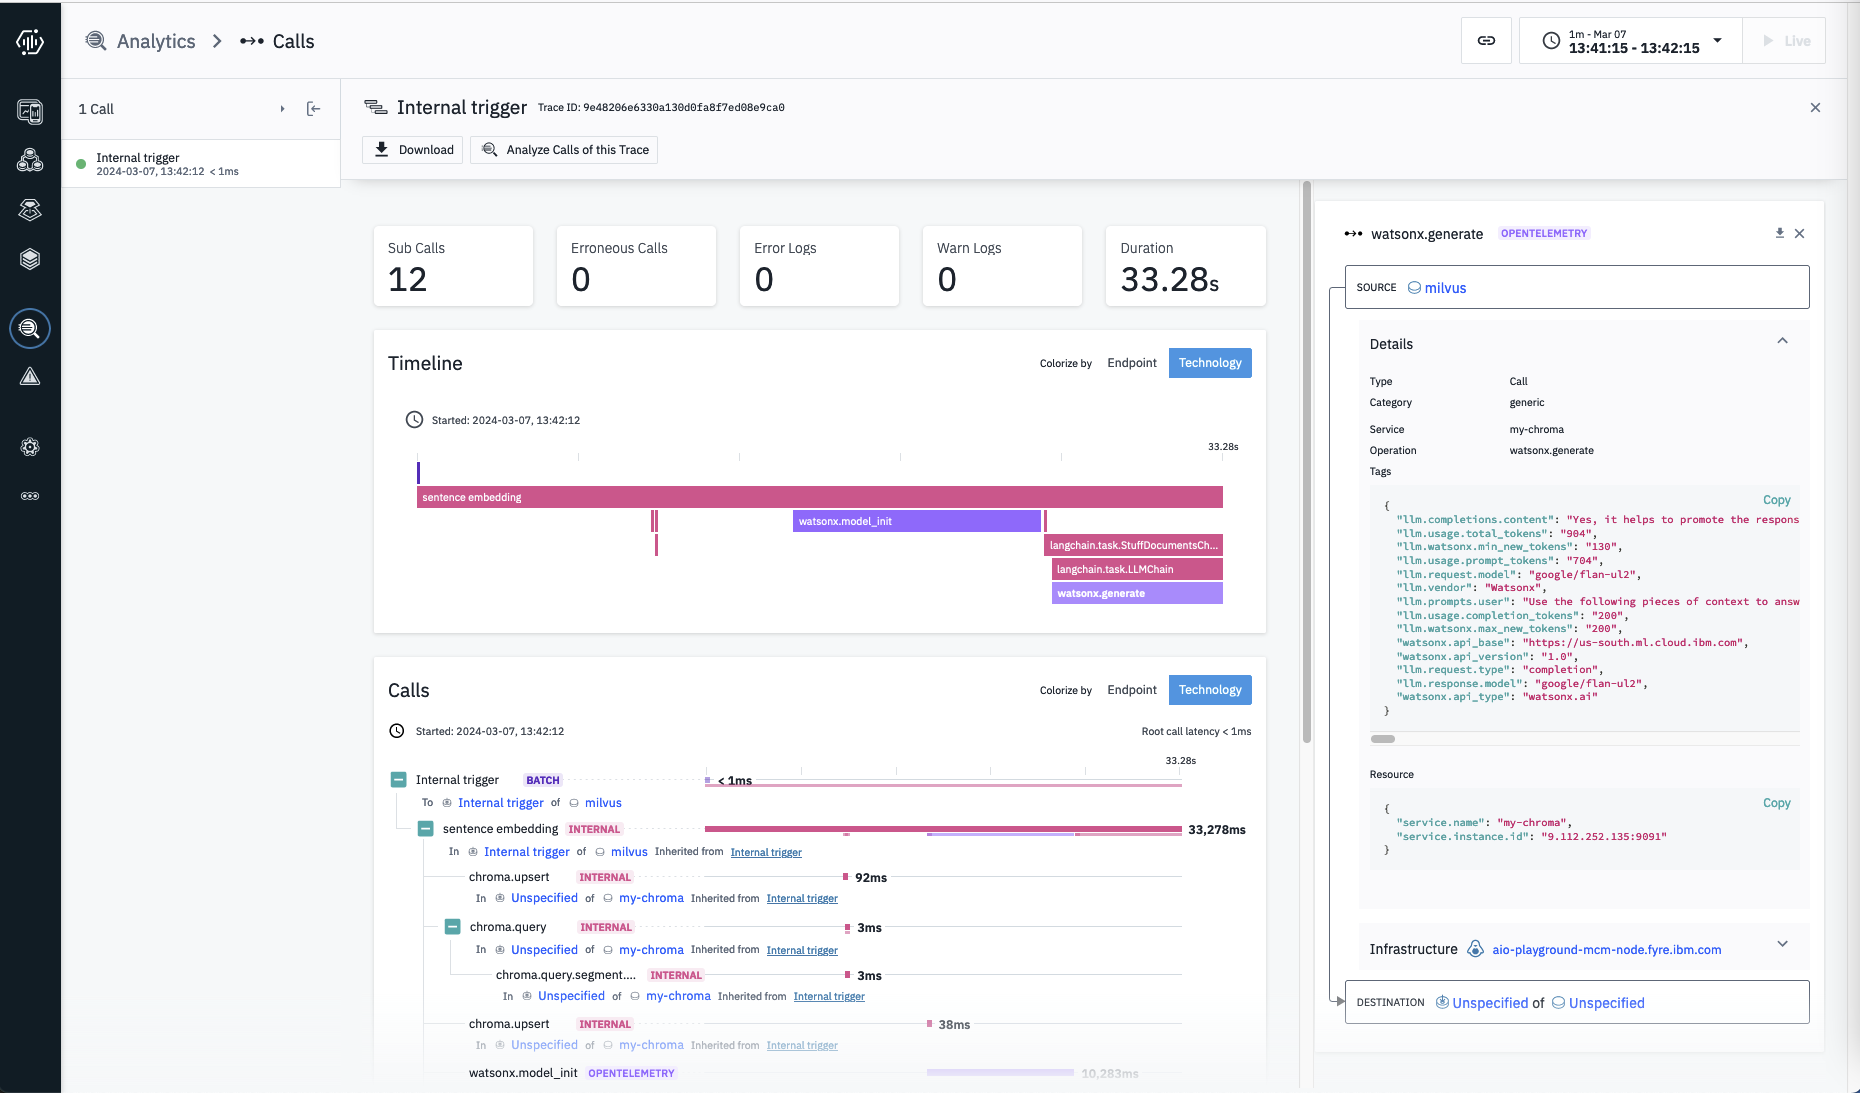 Analytics > Calls
1m - Mar 07
13:41:15 - 13:42:15
Live
1 Call
Internal trigger
2024-03-07, 13:42:12 < 1ms
Internal trigger Trace ID: 9e48206e6330a130d0fa8f7ed08e9ca0
Download
Analyze Calls of this Trace
Sub Calls
12
Erroneous Calls
0
Error Logs
0
Warn Logs
0
Duration
33.28s
Timeline
Colorize by Endpoint Technology
Started: 2024-03-07, 13:42:12
33.28s
sentence embedding
watsonx.model_init
langchain.task.StuffDocumentsCh...
langchain.task.LLMChain
watsonx.generate
Calls
Colorize by Endpoint Technology
Started: 2024-03-07, 13:42:12
Root call latency < 1ms
33.28s
Internal trigger BATCH < 1ms
To Internal trigger of milvus
sentence embedding INTERNAL 33,278ms
In Internal trigger of milvus Inherited from Internal trigger
chroma.upsert INTERNAL 92ms
In Unspecified of my-chroma Inherited from Internal trigger
chroma.query INTERNAL 3ms
In Unspecified of my-chroma Inherited from Internal trigger
chroma.query.segment.... INTERNAL 3ms
In Unspecified of my-chroma Inherited from Internal trigger
chroma.upsert INTERNAL 38ms
In Unspecified of my-chroma Inherited from Internal trigger
watsonx.model_init OPENTELEMETRY 10,283ms
watsonx.generate OPENTELEMETRY
SOURCE milvus
Details
Type Call
Category generic
Service my-chroma
Operation watsonx.generate
Tags
Copy
{
"llm.completions.content": "Yes, it helps to promote the respons
"llm.usage.total_tokens": "904",
"llm.watsonx.min_new_tokens": "130",
"llm.usage.prompt_tokens": "704",
"llm.request.model": "google/flan-ul2",
"llm.vendor": "Watsonx",
"llm.prompts.user": "Use the following pieces of context to answ
"llm.usage.completion_tokens": "200",
"llm.watsonx.max_new_tokens": "200",
"watsonx.api_base": "https://us-south.ml.cloud.ibm.com",
"watsonx.api_version": "1.0",
"llm.request.type": "completion",
"llm.response.model": "google/flan-ul2",
"watsonx.api_type": "watsonx.ai"
}
Resource
Copy
{
"service.name": "my-chroma",
"service.instance.id": "9.112.252.135:9091"
}
Infrastructure aio-playground-mcm-node.fyre.ibm.com
DESTINATION Unspecified of Unspecified